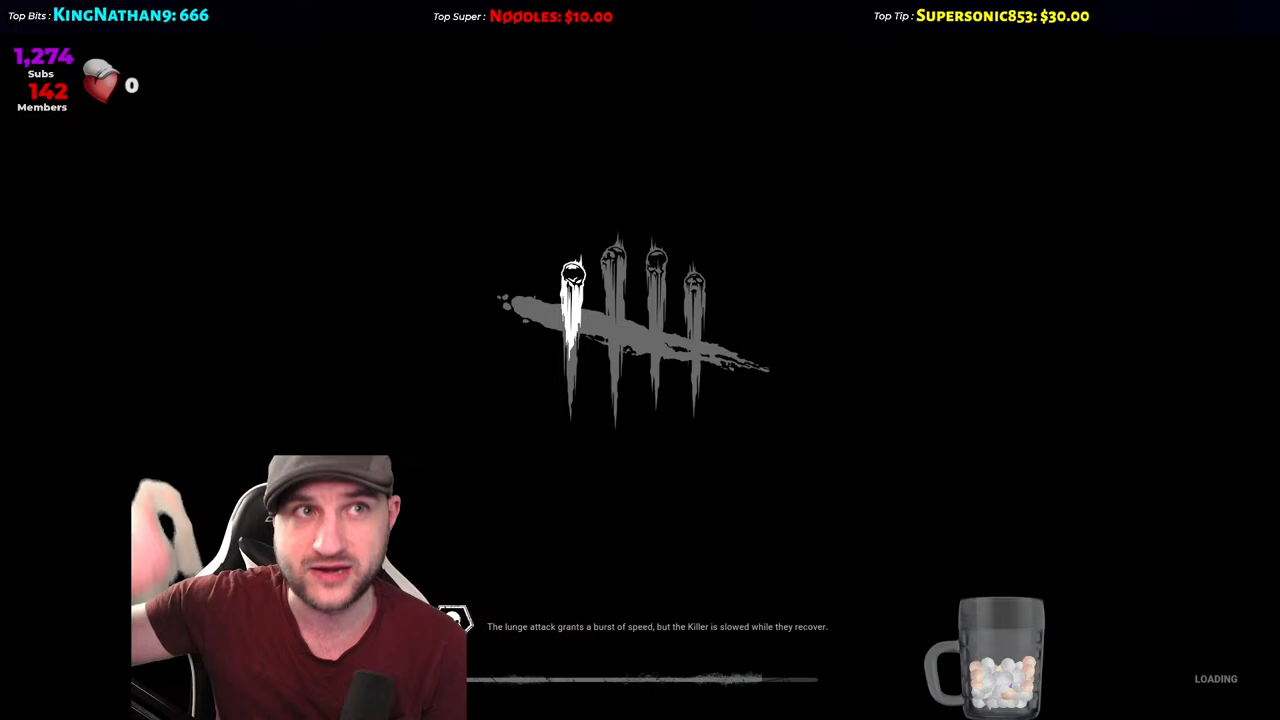 Top Bits : KingNathan9: 666
Top Super : NØØDLES: $10.00
Top Tip : Supersonic853: $30.00
1,274
Subs
142
Members
0
The lunge attack grants a burst of speed, but the Killer is slowed while they recover.
LOADING